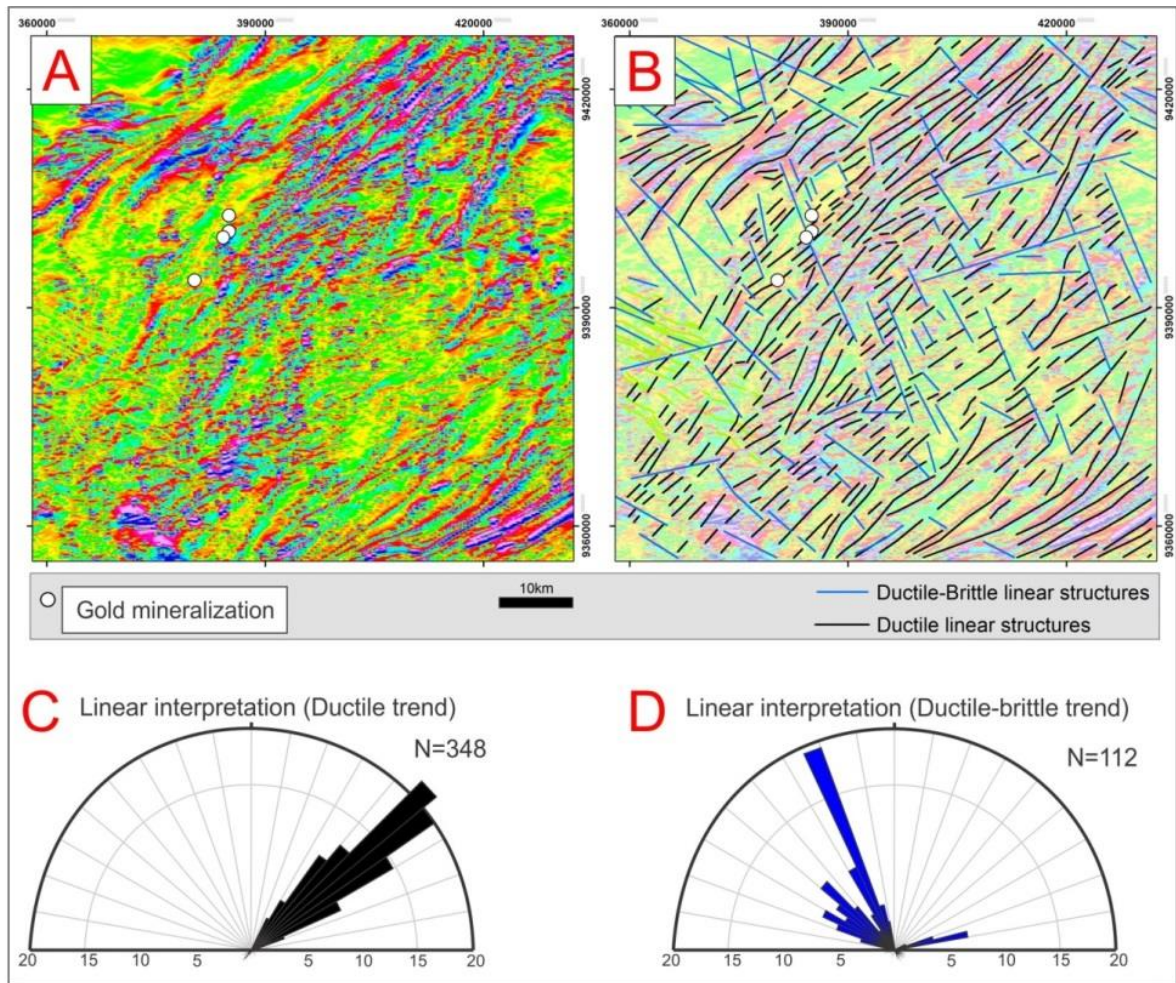 360000 390000 420000 360000 390000 420000
A
B
9420000
9390000
9360000
9420000
9390000
9360000
Gold mineralization
10km
Ductile-Brittle linear structures
Ductile linear structures
C
Linear interpretation (Ductile trend)
N=348
20 15 5 5 10 15 20
D
Linear interpretation (Ductile-brittle trend)
N=112
20 15 5 5 10 15 20